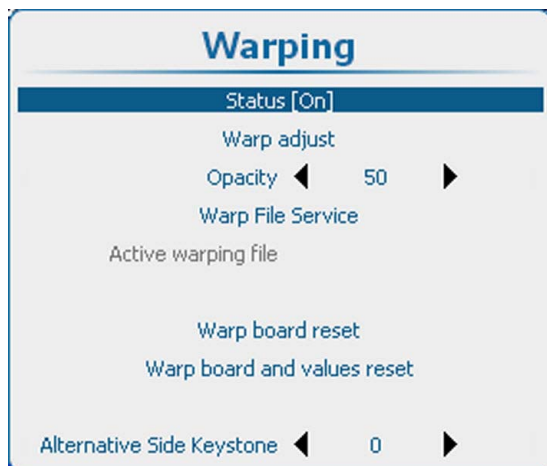 Warping
Status [On]
Warp adjust
Opacity ◀ 50 ▶
Warp File Service
Active warping file
Warp board reset
Warp board and values reset
Alternative Side Keystone ◀ 0 ▶